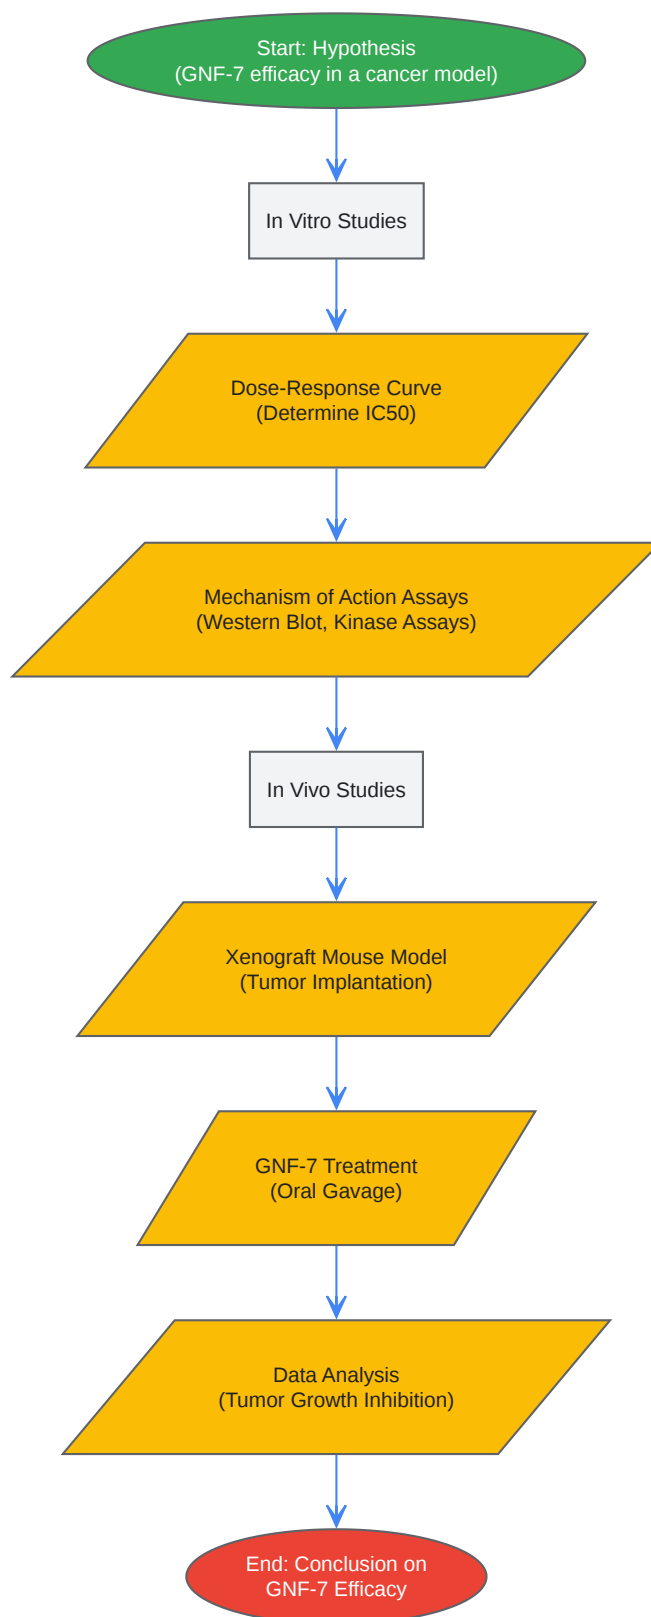 Start: Hypothesis
(GNF-7 efficacy in a cancer model)
In Vitro Studies
Dose-Response Curve
(Determine IC50)
Mechanism of Action Assays
(Western Blot, Kinase Assays)
In Vivo Studies
Xenograft Mouse Model
(Tumor Implantation)
GNF-7 Treatment
(Oral Gavage)
Data Analysis
(Tumor Growth Inhibition)
End: Conclusion on
GNF-7 Efficacy